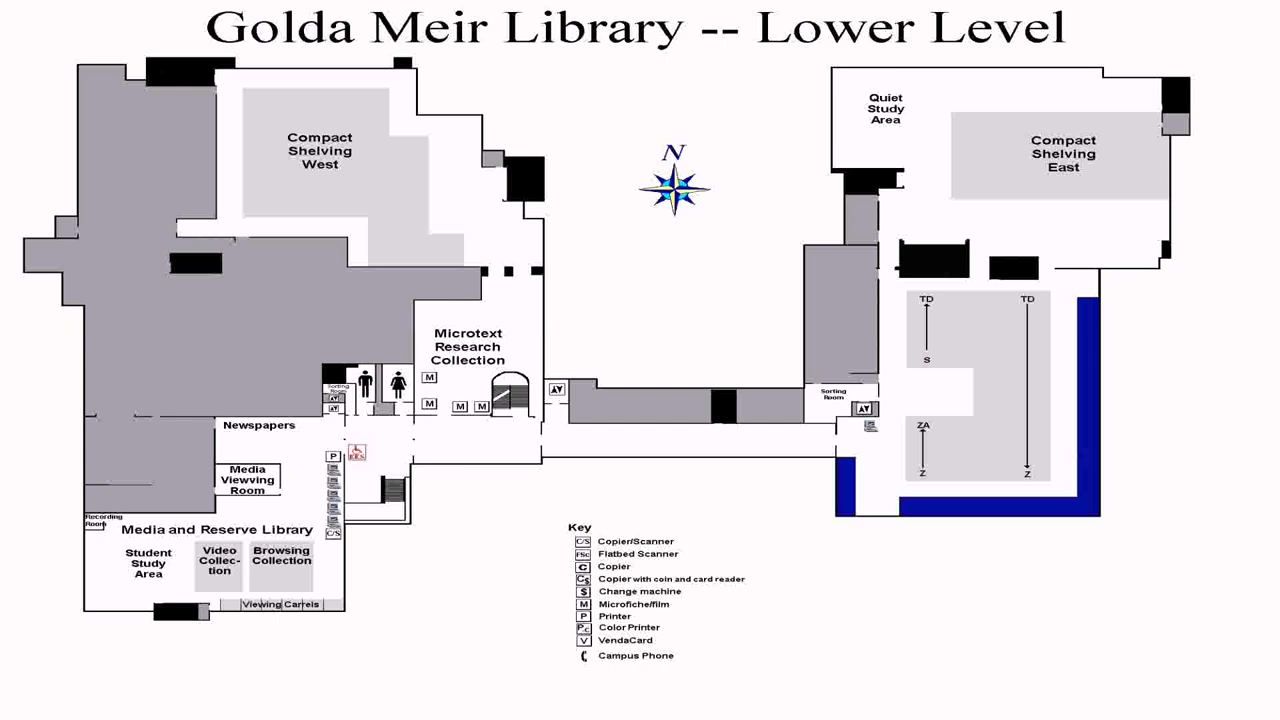 Golda Meir Library -- Lower Level
Compact
Shelving
West
N
Quiet
Study
Area
Compact
Shelving
East
TD
TD
S
ZA
Z
Z
Microtext
Research
Collection
M
M
M
M
Sorting
Room
Sorting
Room
Newspapers
P
Media
Viewving
Room
C/S
Recording
Room
Media and Reserve Library
Student
Study
Area
Video
Collec-
tion
Browsing
Collection
Viewing Carrels
Key
C/S Copier/Scanner
FSc Flatbed Scanner
C Copier
C$ Copier with coin and card reader
$ Change machine
M Microfiche/film
P Printer
Pc Color Printer
V VendaCard
Campus Phone